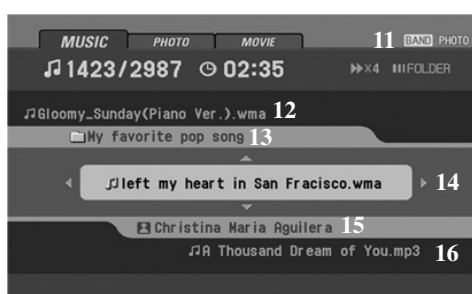 MUSIC PHOTO MOVIE 11 BAND PHOTO
1423/2987 02:35 ×4 FOLDER
Gloomy_Sunday(Piano Ver.).wma 12
My favorite pop song 13
left my heart in San Fracisco.wma 14
Christina Maria Aguilera 15
A Thousand Dream of You.mp3 16